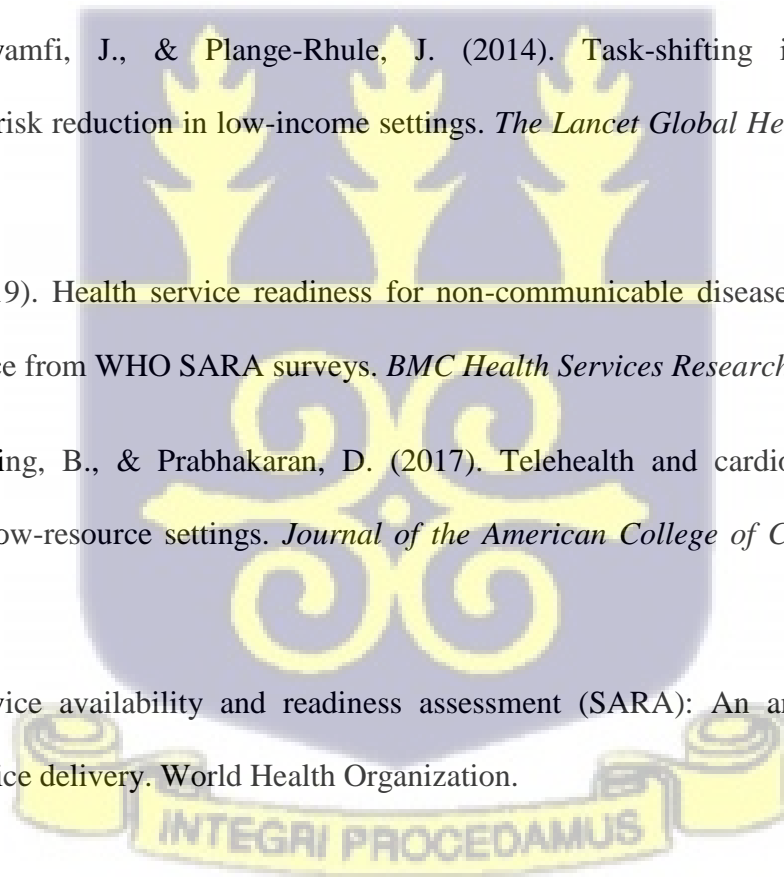 yamfi, J., & Plange-Rhule, J. (2014). Task-shifting i
risk reduction in low-income settings. The Lancet Global He
19). Health service readiness for non-communicable disease
ce from WHO SARA surveys. BMC Health Services Research
ing, B., & Prabhakaran, D. (2017). Telehealth and cardio
ow-resource settings. Journal of the American College of C
vice availability and readiness assessment (SARA): An a
ice delivery. World Health Organization.
INTEGRI PROCEDAMUS